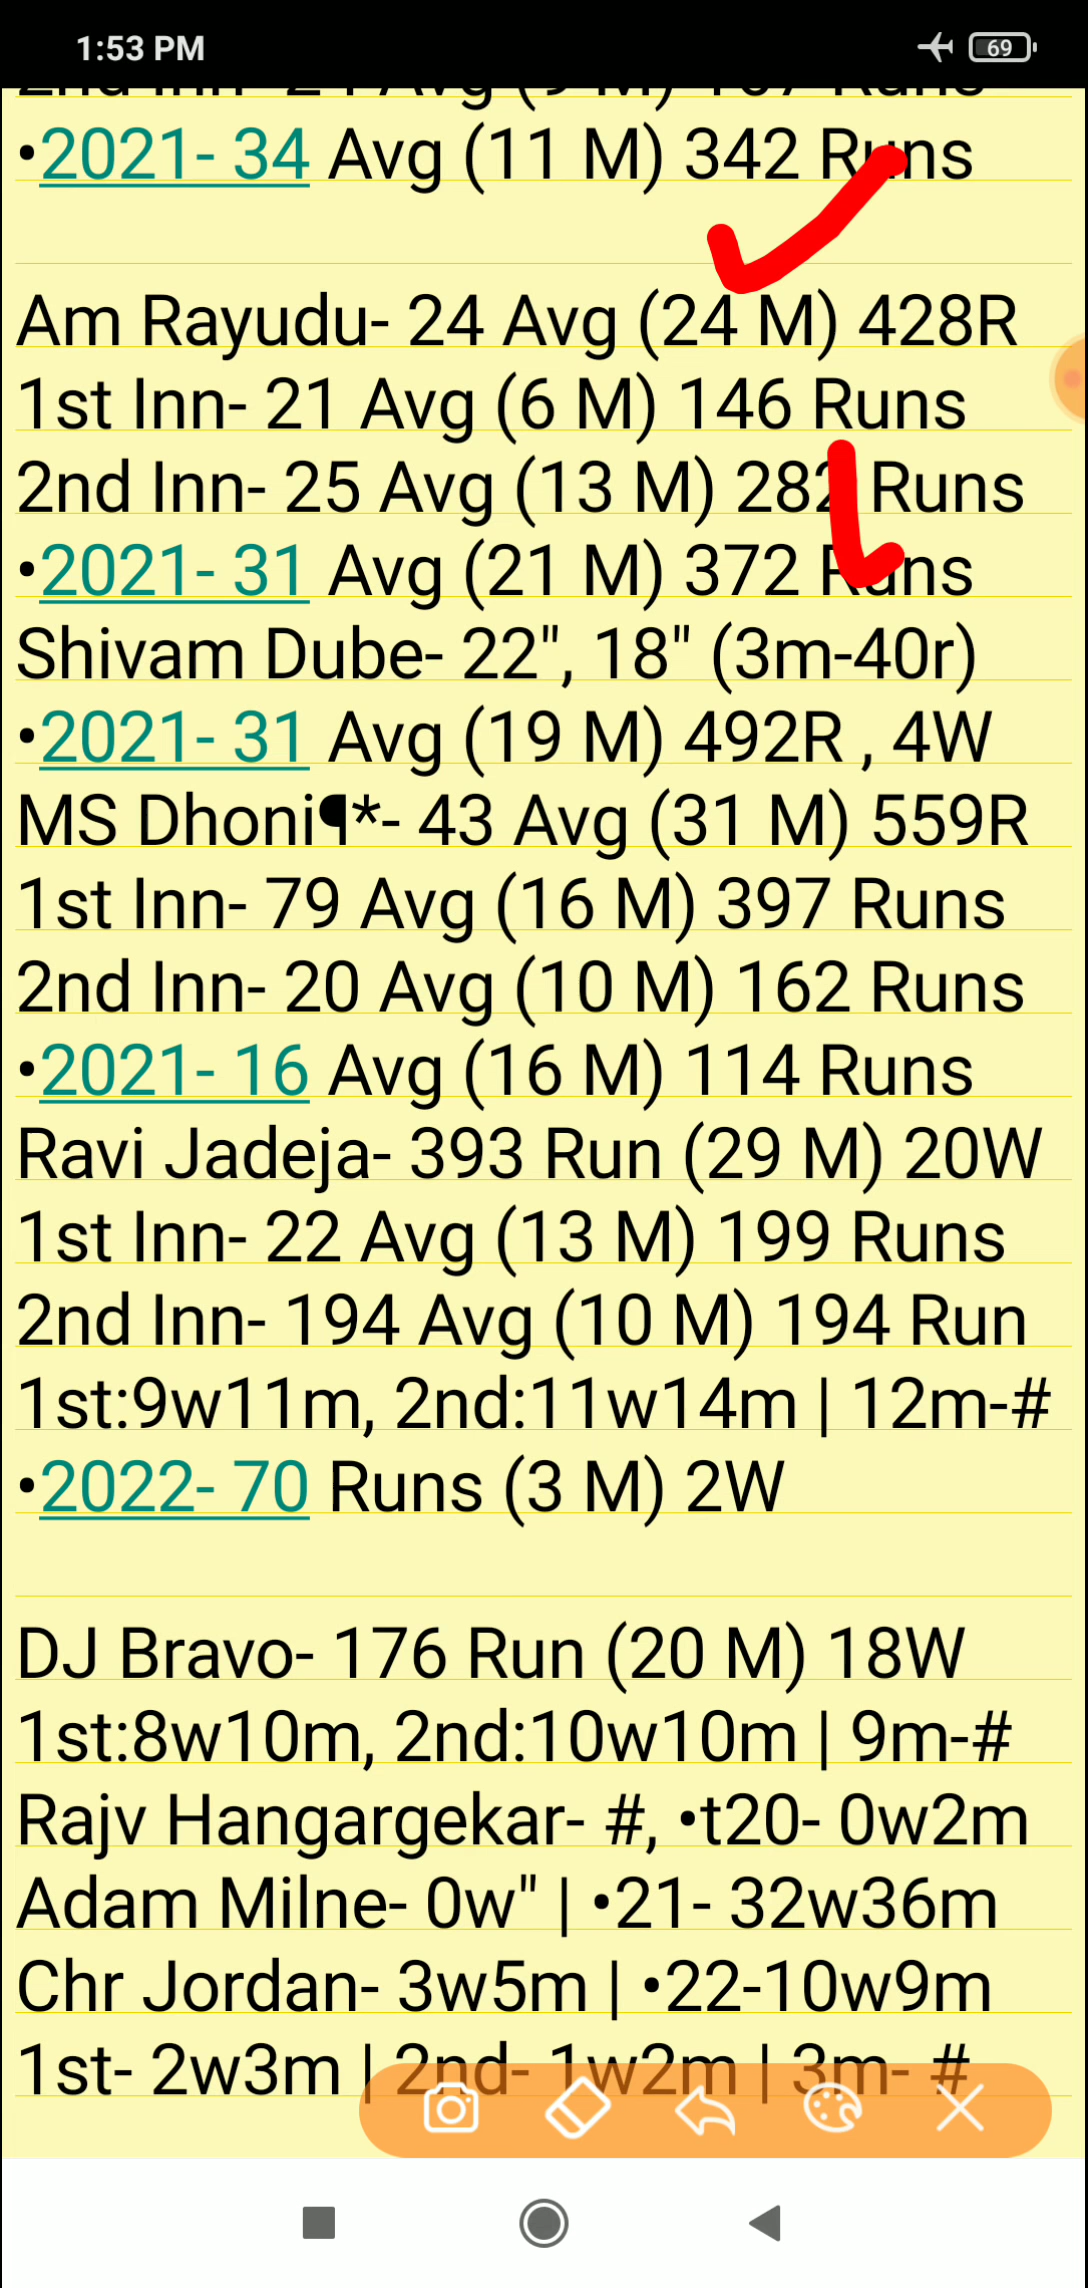 1:53 PM
69
•2021- 34 Avg (11 M) 342 Runs
Am Rayudu- 24 Avg (24 M) 428R
1st Inn- 21 Avg (6 M) 146 Runs
2nd Inn- 25 Avg (13 M) 282 Runs
•2021- 31 Avg (21 M) 372 Runs
Shivam Dube- 22", 18" (3m-40r)
•2021- 31 Avg (19 M) 492R , 4W
MS Dhoni¶*- 43 Avg (31 M) 559R
1st Inn- 79 Avg (16 M) 397 Runs
2nd Inn- 20 Avg (10 M) 162 Runs
•2021- 16 Avg (16 M) 114 Runs
Ravi Jadeja- 393 Run (29 M) 20W
1st Inn- 22 Avg (13 M) 199 Runs
2nd Inn- 194 Avg (10 M) 194 Run
1st:9w11m, 2nd:11w14m | 12m-#
•2022- 70 Runs (3 M) 2W
DJ Bravo- 176 Run (20 M) 18W
1st:8w10m, 2nd:10w10m | 9m-#
Rajv Hangargekar- #, •t20- 0w2m
Adam Milne- 0w" | •21- 32w36m
Chr Jordan- 3w5m | •22-10w9m
1st- 2w3m | 2nd- 1w2m | 3m- #